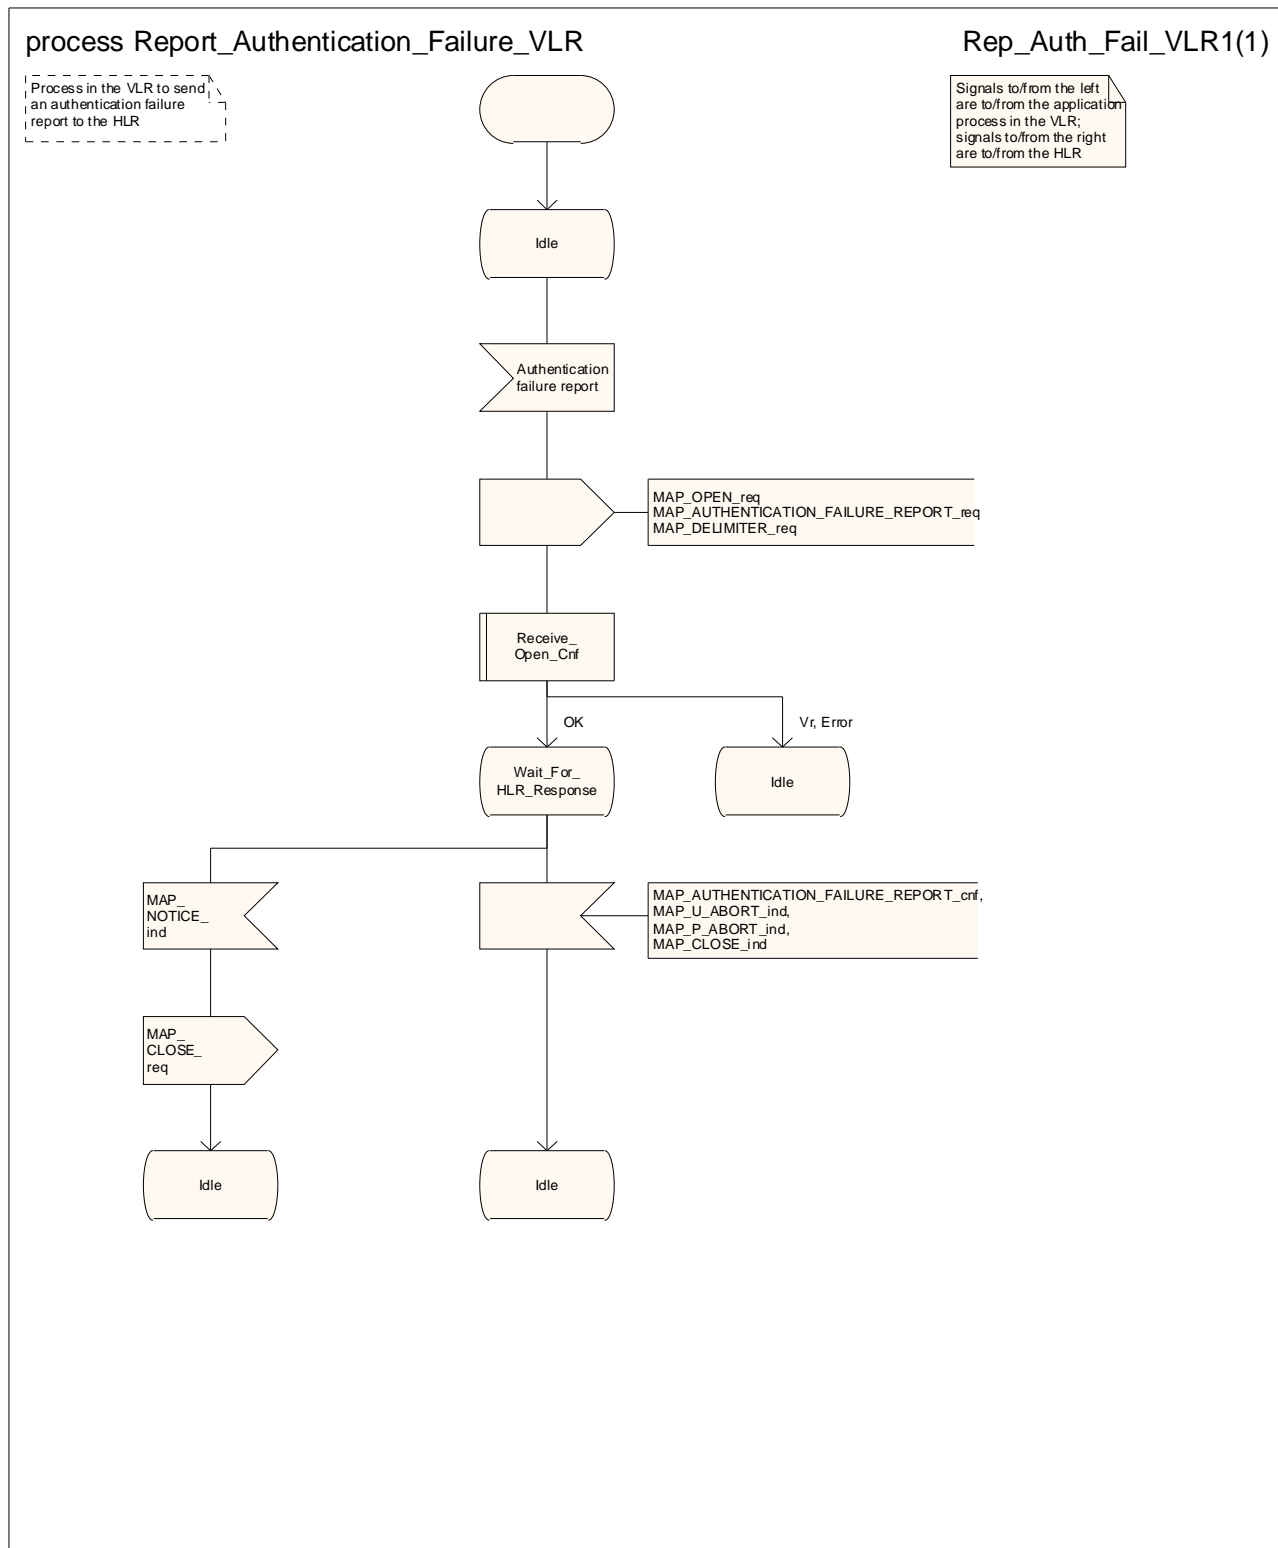 process Report_Authentication_Failure_VLR
Rep_Auth_Fail_VLR1(1)
Process in the VLR to send
an authentication failure
report to the HLR
Signals to/from the left
are to/from the application
process in the VLR;
signals to/from the right
are to/from the HLR
Idle
Authentication
failure report
MAP_OPEN_req
MAP_AUTHENTICATION_FAILURE_REPORT_req
MAP_DELIMITER_req
Receive_
Open_Cnf
OK
Vr, Error
Wait_For_
HLR_Response
Idle
MAP_
NOTICE_
ind
MAP_AUTHENTICATION_FAILURE_REPORT_cnf,
MAP_U_ABORT_ind,
MAP_P_ABORT_ind,
MAP_CLOSE_ind
MAP_
CLOSE_
req
Idle
Idle